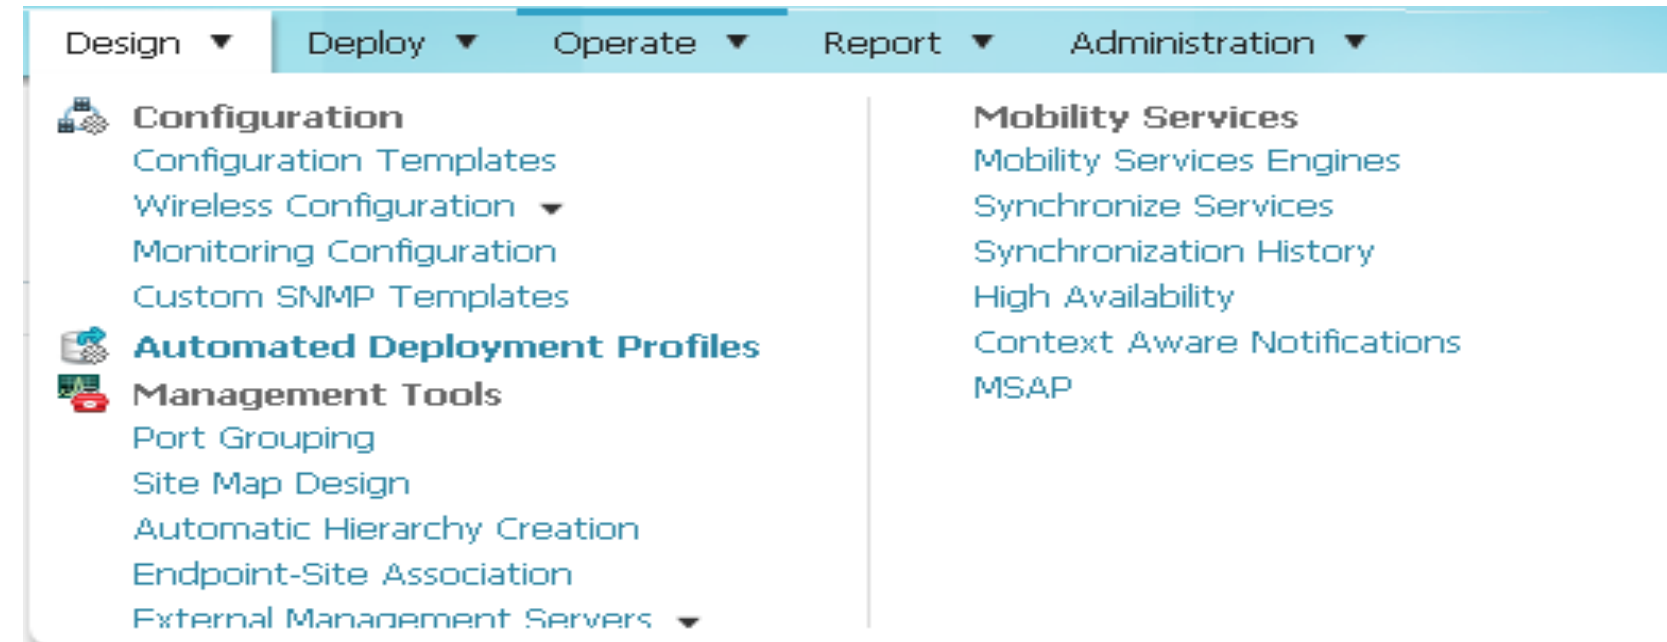 Design Deploy Operate Report Administration
Configuration
Configuration Templates
Wireless Configuration
Monitoring Configuration
Custom SNMP Templates
Automated Deployment Profiles
Management Tools
Port Grouping
Site Map Design
Automatic Hierarchy Creation
Endpoint-Site Association
External Management Servers
Mobility Services
Mobility Services Engines
Synchronize Services
Synchronization History
High Availability
Context Aware Notifications
MSAP